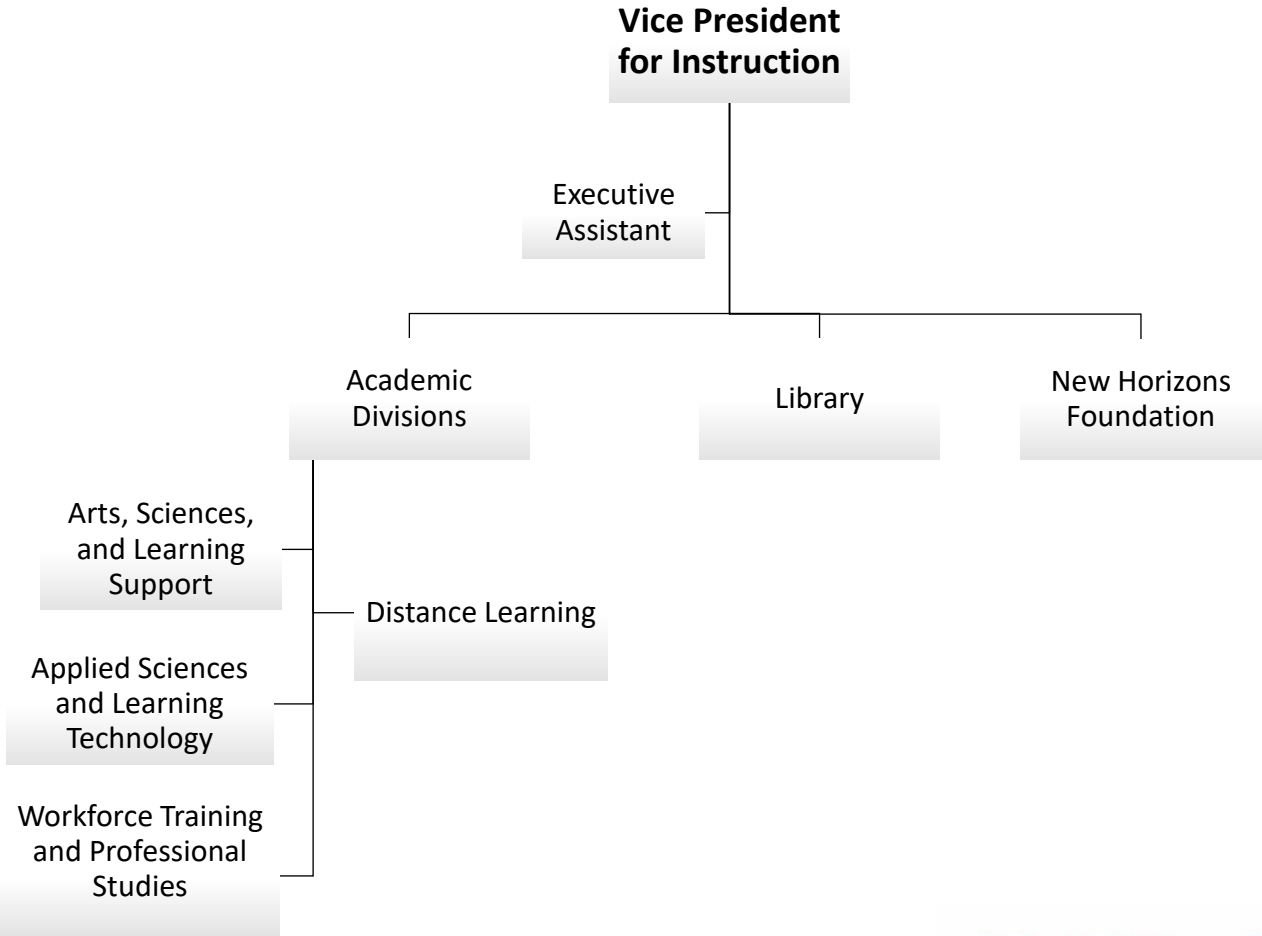 Vice President
for Instruction
Executive
Assistant
Academic
Divisions
Library
New Horizons
Foundation
Arts, Sciences,
and Learning
Support
Distance Learning
Applied Sciences
and Learning
Technology
Workforce Training
and Professional
Studies